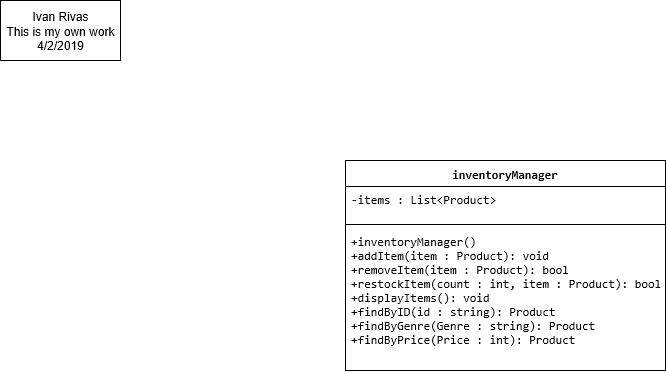 Ivan Rivas
This is my own work
4/2/2019
inventoryManager
-items : List<Product>
+inventoryManager()
+addItem(item : Product): void
+removeItem(item : Product): bool
+restockItem(count : int, item : Product): bool
+displayItems(): void
+findByID(id : string): Product
+findByGenre(Genre : string): Product
+findByPrice(Price : int): Product